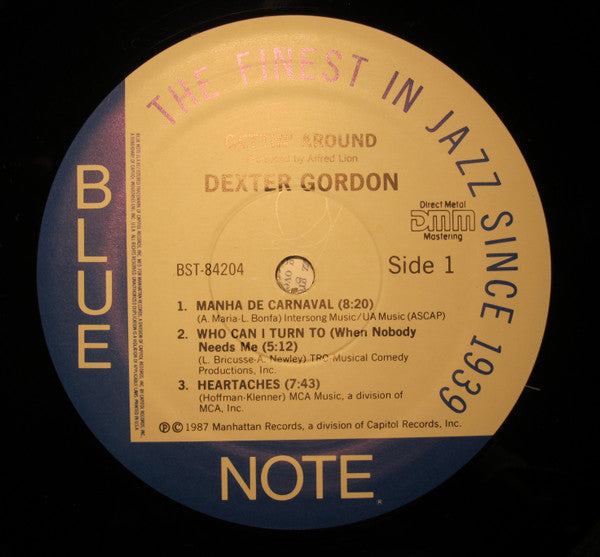 THE FINEST IN JAZZ SINCE 1939
BLUE
NOTE
GETTIN' AROUND
Produced by Alfred Lion
DEXTER GORDON
Direct Metal
DMM
Mastering
BST-84204
Side 1
1. MANHA DE CARNAVAL (8:20)
(A. Maria-L. Bonfa) Intersong Music/UA Music (ASCAP)
2. WHO CAN I TURN TO (When Nobody
Needs Me (5:12)
(L. Bricusse-A. Newley) TRO-Musical Comedy
Productions, Inc.
3. HEARTACHES (7:43)
(Hoffman-Klenner) MCA Music, a division of
MCA, Inc.
℗©1987 Manhattan Records, a division of Capitol Records, Inc.